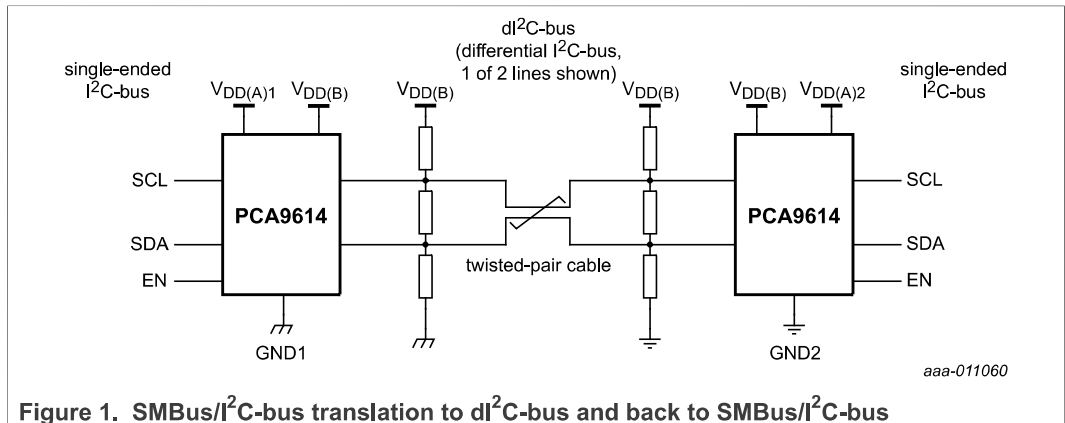 dI²C-bus
(differential I²C-bus,
1 of 2 lines shown)
single-ended
I²C-bus
single-ended
I²C-bus
VDD(A)1
VDD(B)
VDD(B)
VDD(B)
VDD(B)
VDD(A)2
SCL
SCL
PCA9614
PCA9614
SDA
SDA
twisted-pair cable
EN
EN
GND1
GND2
aaa-011060
Figure 1. SMBus/I²C-bus translation to dI²C-bus and back to SMBus/I²C-bus